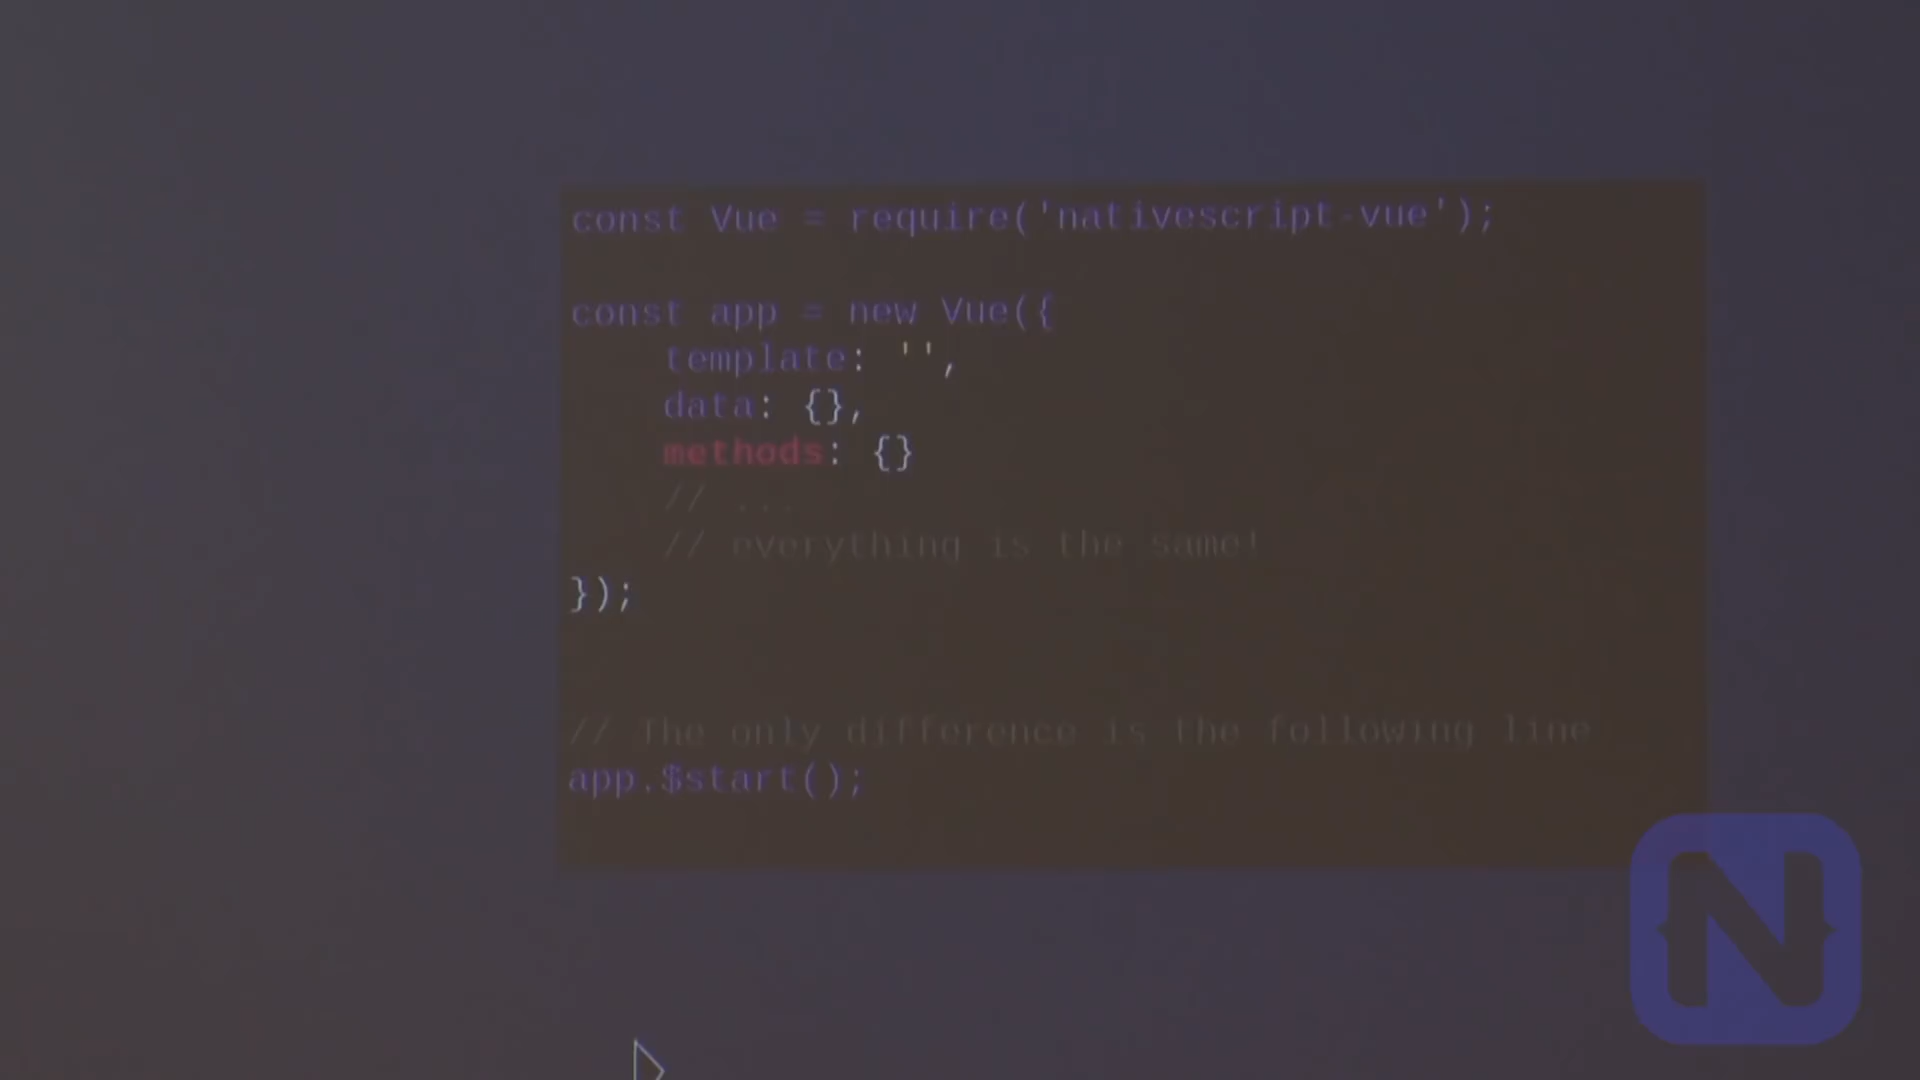 const Vue = require('nativescript-vue');
const app = new Vue({
    template: '',
    data: {},
    methods: {}
    // ...
    // everything is the same!
});
// The only difference is the following line
app.$start();
N